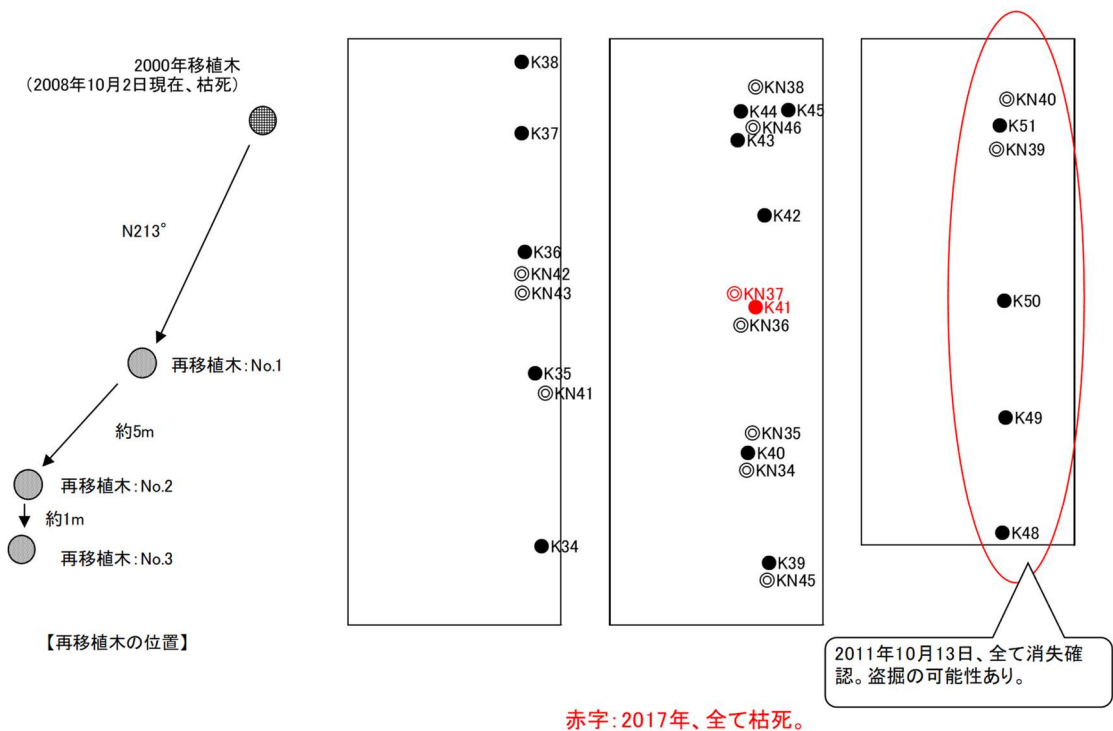 2000年移植木
（2008年10月2日現在、枯死）
N213°
再移植木：No.1
約5m
再移植木：No.2
約1m
再移植木：No.3
【再移植木の位置】
K38
K37
K36
KN42
KN43
K35
KN41
K34
KN38
K44
K45
KN46
K43
K42
KN37
K41
KN36
KN35
K40
KN34
K39
KN45
KN40
K51
KN39
K50
K49
K48
2011年10月13日、全て消失確
認。盗掘の可能性あり。
赤字：2017年、全て枯死。